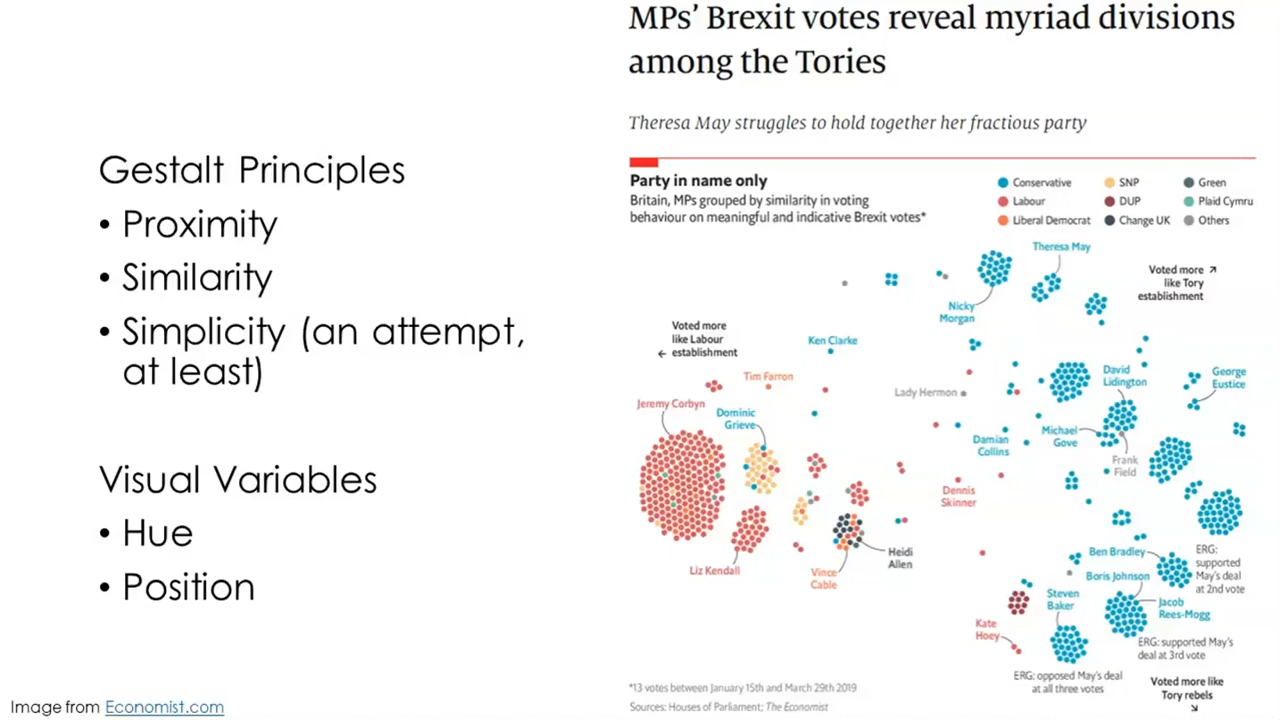 Gestalt Principles
• Proximity
• Similarity
• Simplicity (an attempt,
at least)
Visual Variables
• Hue
• Position
Image from Economist.com
MPs’ Brexit votes reveal myriad divisions
among the Tories
Theresa May struggles to hold together her fractious party
Party in name only
Britain, MPs grouped by similarity in voting
behaviour on meaningful and indicative Brexit votes*
Conservative
SNP
Green
Labour
DUP
Plaid Cymru
Liberal Democrat
Change UK
Others
Theresa May
Voted more ↗
like Tory
establishment
Nicky
Morgan
Voted more
like Labour
← establishment
Ken Clarke
Tim Farron
David
Lidington
George
Eustice
Lady Hermon
Jeremy Corbyn
Dominic
Grieve
Damian
Collins
Michael
Gove
Frank
Field
Dennis
Skinner
Liz Kendall
Vince
Cable
Heidi
Allen
Ben Bradley
ERG:
supported
May’s deal
at 2nd vote
Boris Johnson
Steven
Baker
Jacob
Rees-Mogg
Kate
Hoey
ERG: supported May’s
deal at 3rd vote
ERG: opposed May’s deal
at all three votes
Voted more like
Tory rebels
↘
*13 votes between January 15th and March 29th 2019
Sources: Houses of Parliament; The Economist